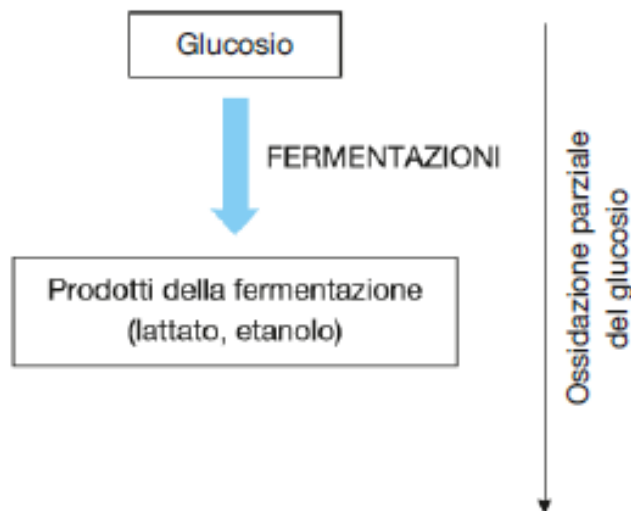 Glucosio
FERMENTAZIONI
Prodotti della fermentazione
(lattato, etanolo)
Ossidazione parziale
del glucosio